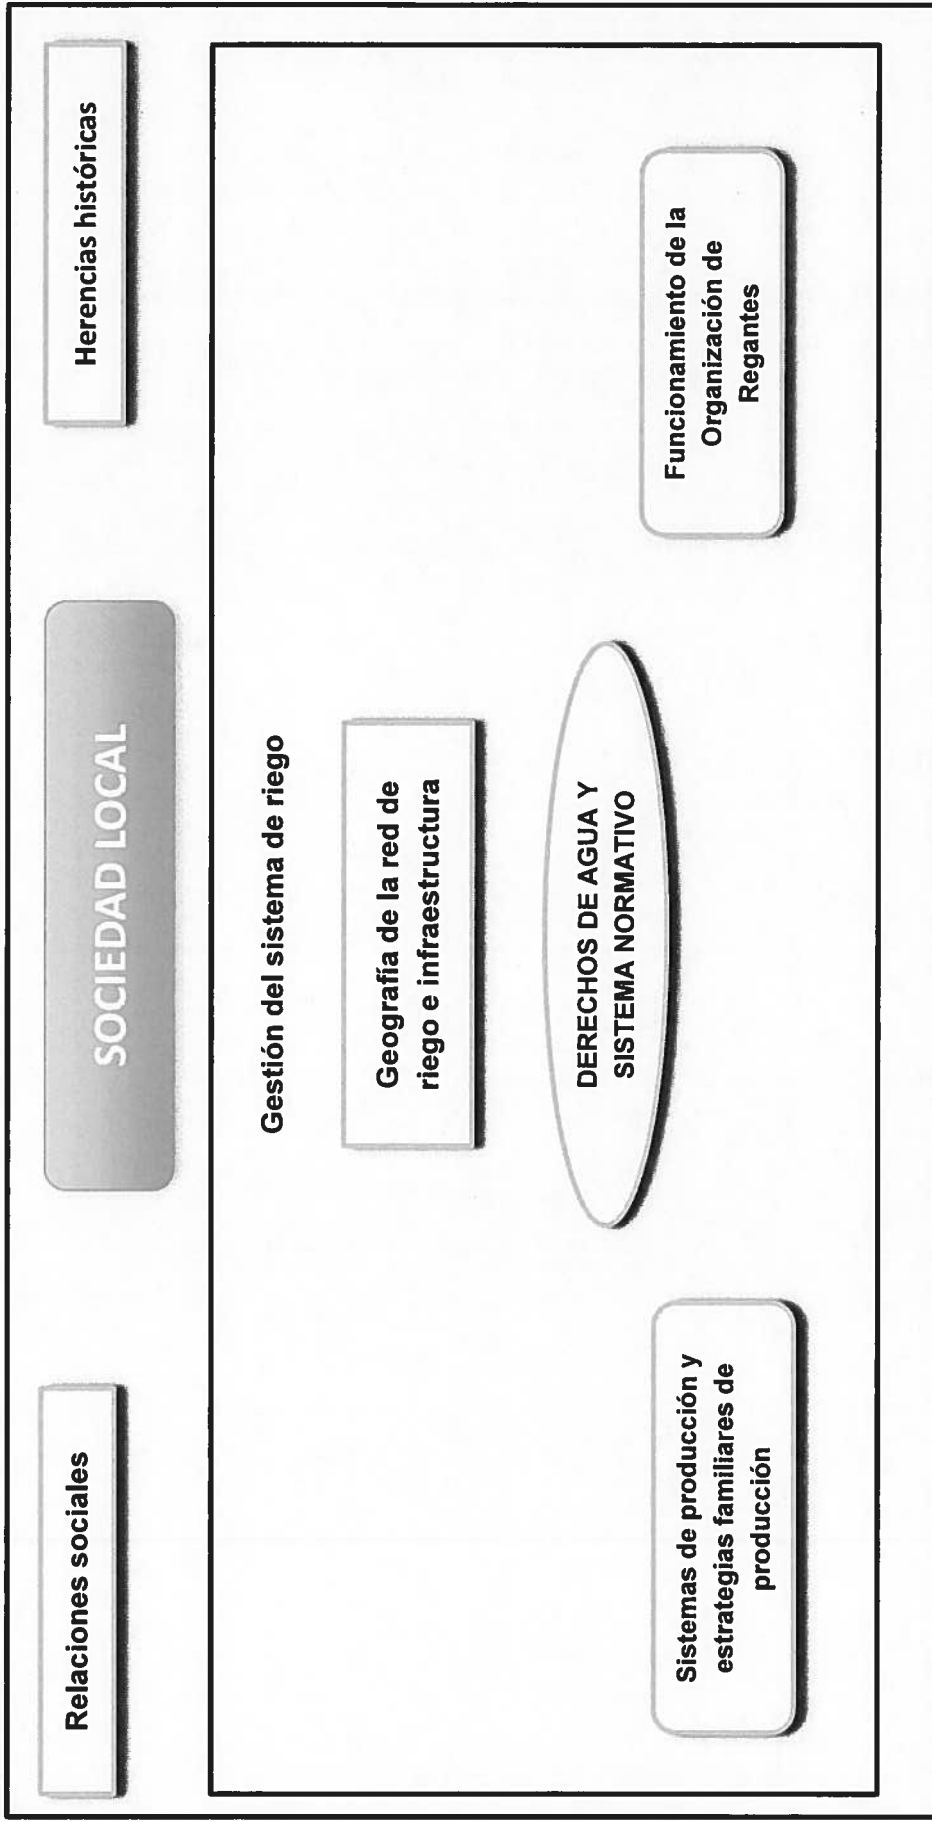 Relaciones sociales
SOCIEDAD LOCAL
Herencias históricas
Gestión del sistema de riego
Geografía de la red de
riego e infraestructura
DERECHOS DE AGUA Y
SISTEMA NORMATIVO
Sistemas de producción y
estrategias familiares de
producción
Funcionamiento de la
Organización de
Regantes